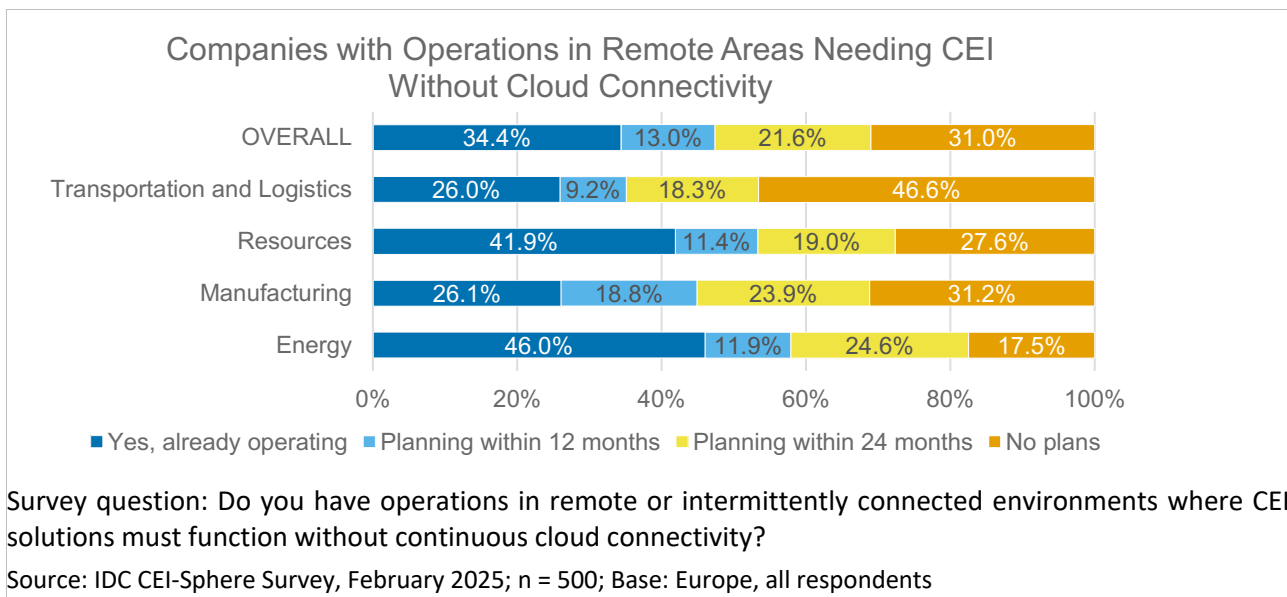 Companies with Operations in Remote Areas Needing CEI
Without Cloud Connectivity
OVERALL 34.4% 13.0% 21.6% 31.0%
Transportation and Logistics 26.0% 9.2% 18.3% 46.6%
Resources 41.9% 11.4% 19.0% 27.6%
Manufacturing 26.1% 18.8% 23.9% 31.2%
Energy 46.0% 11.9% 24.6% 17.5%
0% 20% 40% 60% 80% 100%
Yes, already operating Planning within 12 months Planning within 24 months No plans
Survey question: Do you have operations in remote or intermittently connected environments where CEI
solutions must function without continuous cloud connectivity?
Source: IDC CEI-Sphere Survey, February 2025; n = 500; Base: Europe, all respondents